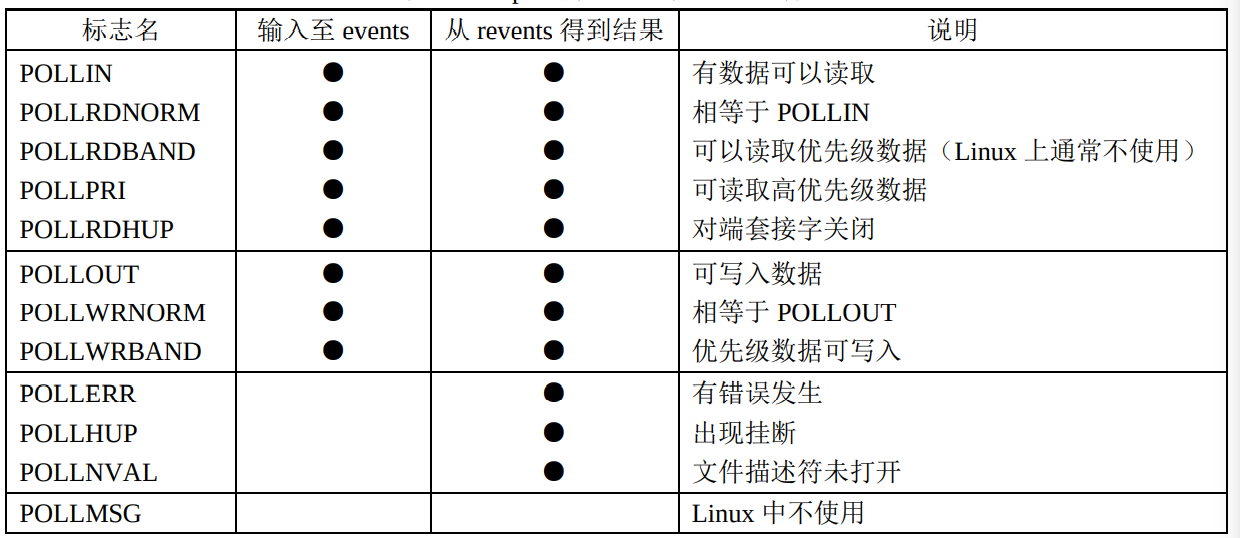 标志名 输入至 events 从 revents 得到结果 说明
POLLIN ● ● 有数据可以读取
POLLRDNORM ● ● 相等于 POLLIN
POLLRDBAND ● ● 可以读取优先级数据（Linux 上通常不使用）
POLLPRI ● ● 可读取高优先级数据
POLLRDHUP ● ● 对端套接字关闭
POLLOUT ● ● 可写入数据
POLLWRNORM ● ● 相等于 POLLOUT
POLLWRBAND ● ● 优先级数据可写入
POLLERR ● 有错误发生
POLLHUP ● 出现挂断
POLLNVAL ● 文件描述符未打开
POLLMSG Linux 中不使用